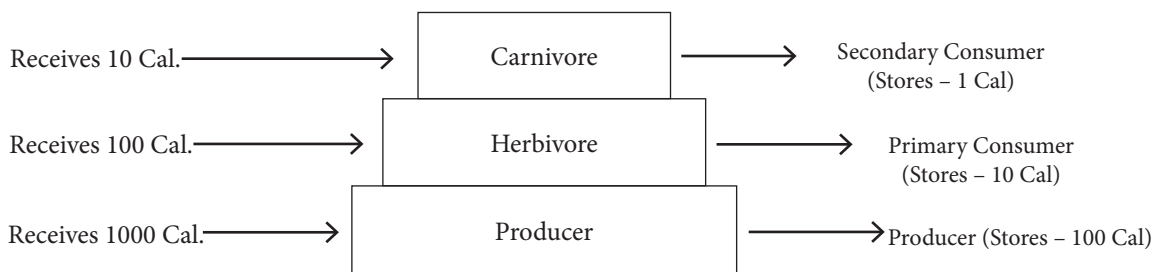 Receives 10 Cal.
Carnivore
Secondary Consumer
(Stores – 1 Cal)
Receives 100 Cal.
Herbivore
Primary Consumer
(Stores – 10 Cal)
Receives 1000 Cal.
Producer
Producer (Stores – 100 Cal)